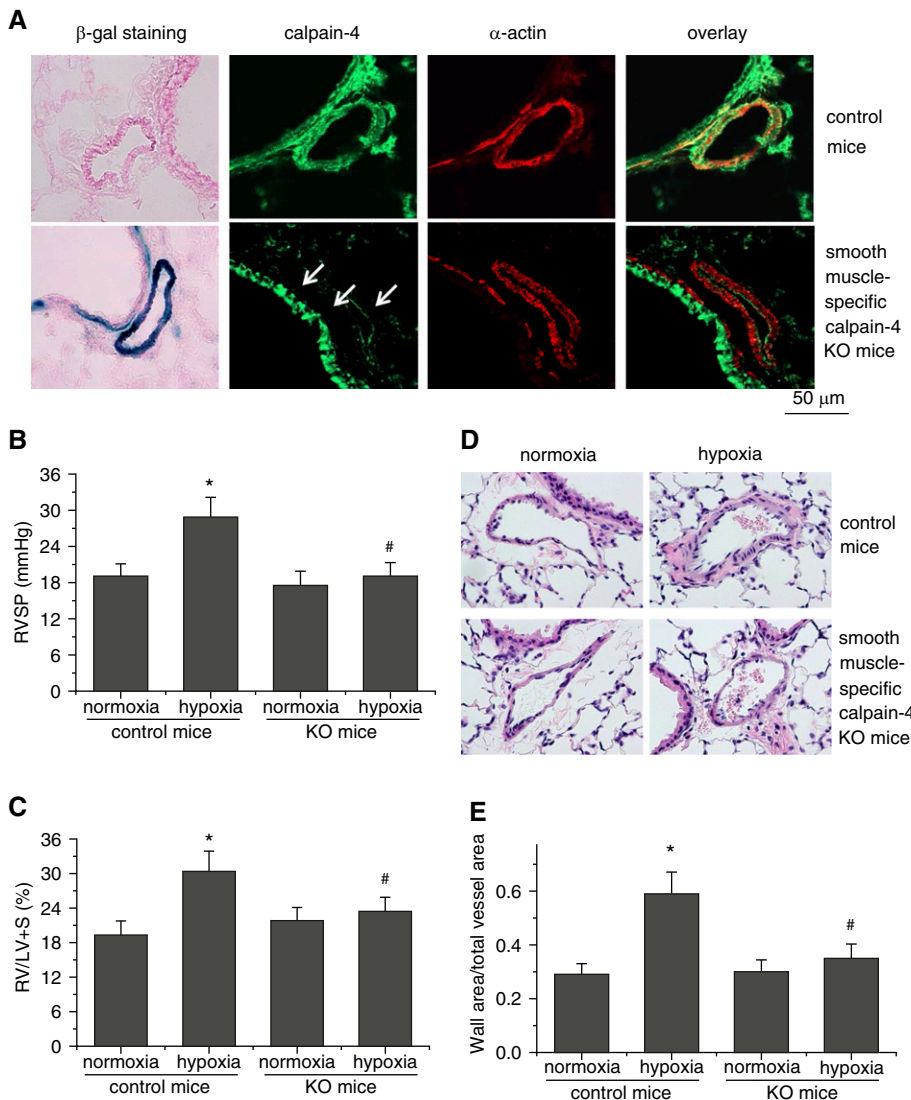 A
β-gal staining
calpain-4
α-actin
overlay
control
mice
smooth
muscle-
specific
calpain-4
KO mice
50 μm
B
RVSP (mmHg)
36
30
24
18
12
6
0
normoxia
hypoxia
normoxia
hypoxia
control mice
KO mice
*
#
D
normoxia
hypoxia
control
mice
smooth
muscle-
specific
calpain-4
KO mice
C
RV/LV+S (%)
36
30
24
18
12
6
0
normoxia
hypoxia
normoxia
hypoxia
control mice
KO mice
*
#
E
Wall area/total vessel area
0.6
0.4
0.2
0.0
normoxia
hypoxia
normoxia
hypoxia
control mice
KO mice
*
#